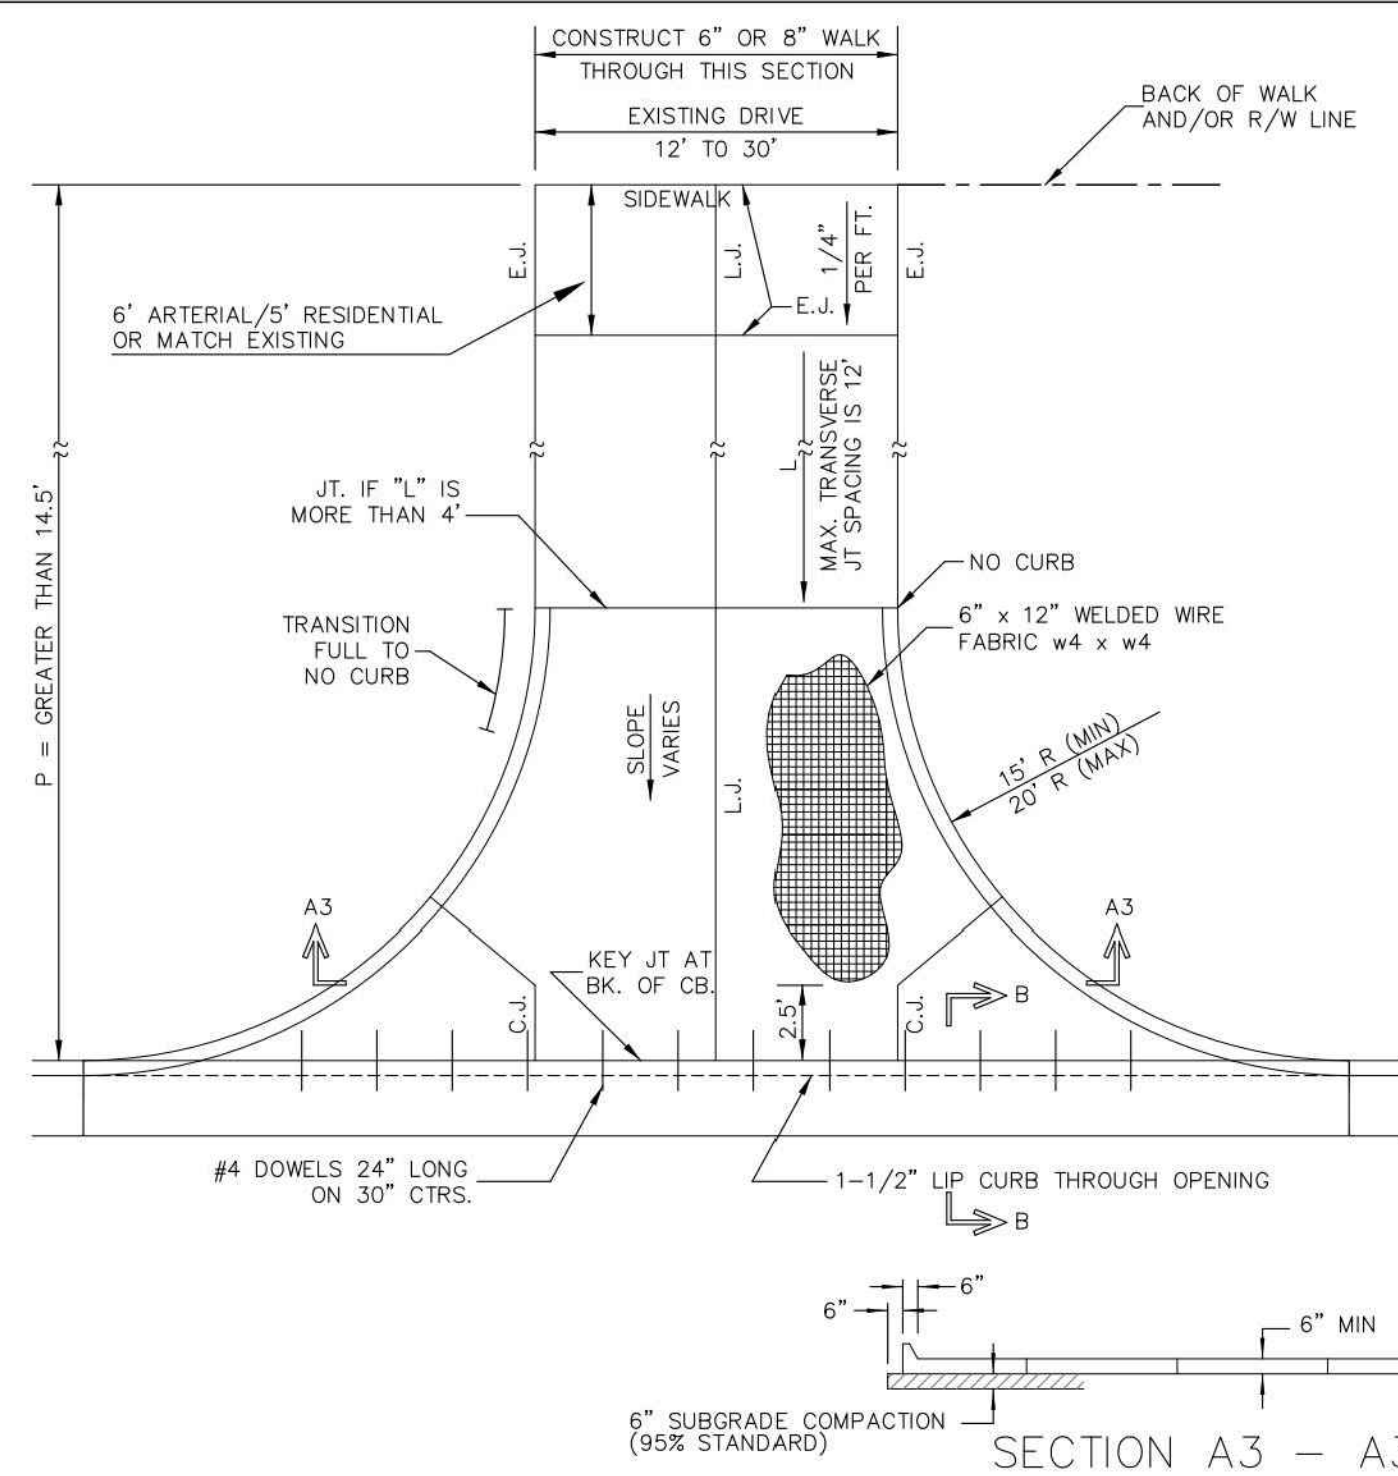 CONSTRUCT 6" OR 8" WALK
THROUGH THIS SECTION
EXISTING DRIVE
12' TO 30'
BACK OF WALK
AND/OR R/W LINE
SIDEWALK
E.J.
L.J.
1/4"
PER FT.
E.J.
E.J.
6' ARTERIAL/5' RESIDENTIAL
OR MATCH EXISTING
P = GREATER THAN 14.5'
L
MAX. TRANSVERSE
JT SPACING IS 12'
JT. IF "L" IS
MORE THAN 4'
NO CURB
6" x 12" WELDED WIRE
FABRIC w4 x w4
TRANSITION
FULL TO
NO CURB
SLOPE
VARIES
L.J.
15' R (MIN)
20' R (MAX)
A3
A3
KEY JT AT
BK. OF CB.
C.J.
2.5'
C.J.
B
#4 DOWELS 24" LONG
ON 30" CTRS.
1-1/2" LIP CURB THROUGH OPENING
B
6"
6"
6" MIN
6" SUBGRADE COMPACTION
(95% STANDARD)
SECTION A3 - A3